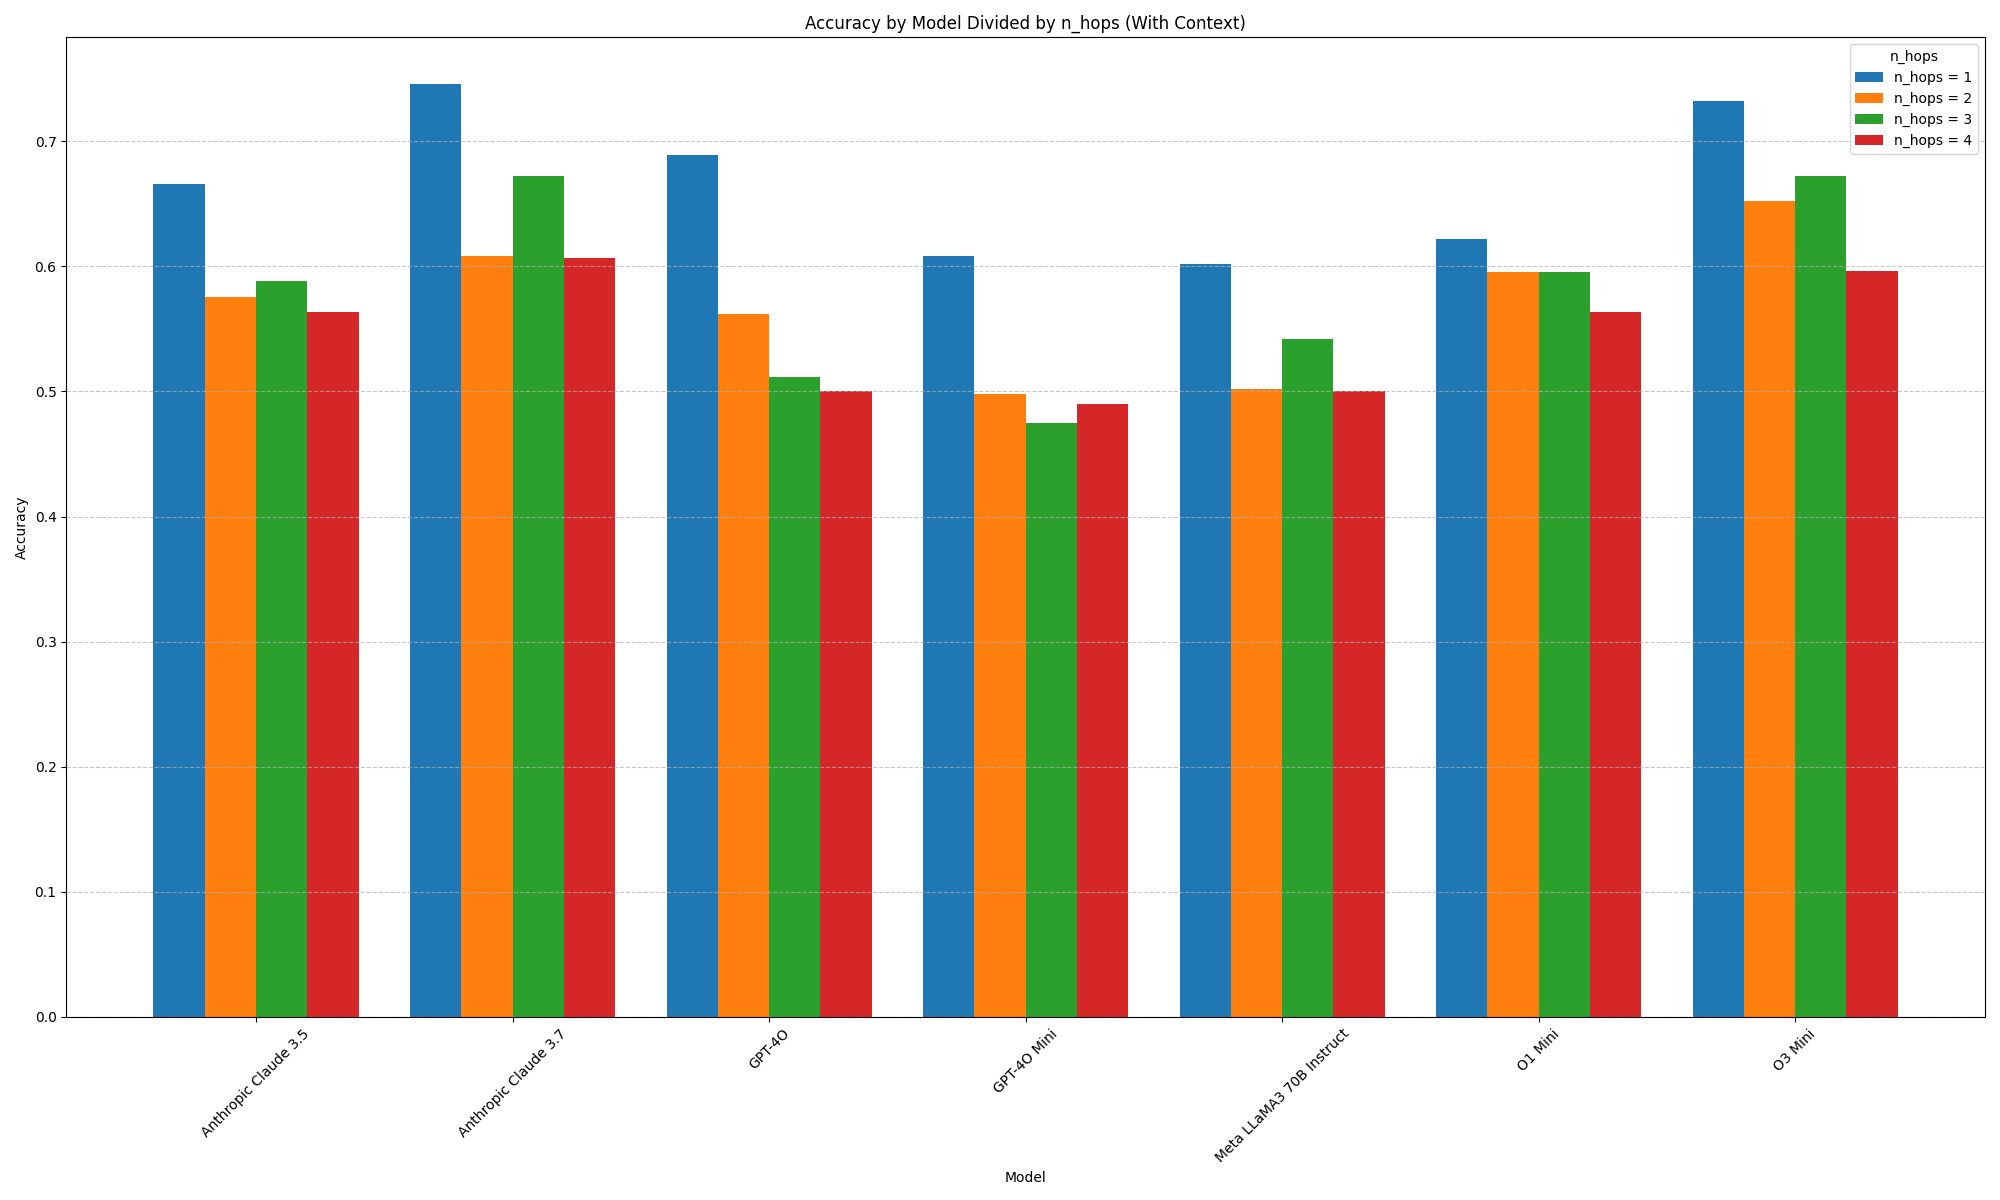 Accuracy by Model Divided by n_hops (With Context)
n_hops
n_hops = 1
n_hops = 2
n_hops = 3
n_hops = 4
Accuracy
0.7
0.6
0.5
0.4
0.3
0.2
0.1
0.0
Anthropic Claude 3.5
Anthropic Claude 3.7
GPT-4O
GPT-4O Mini
Meta LLaMA3 70B Instruct
O1 Mini
O3 Mini
Model